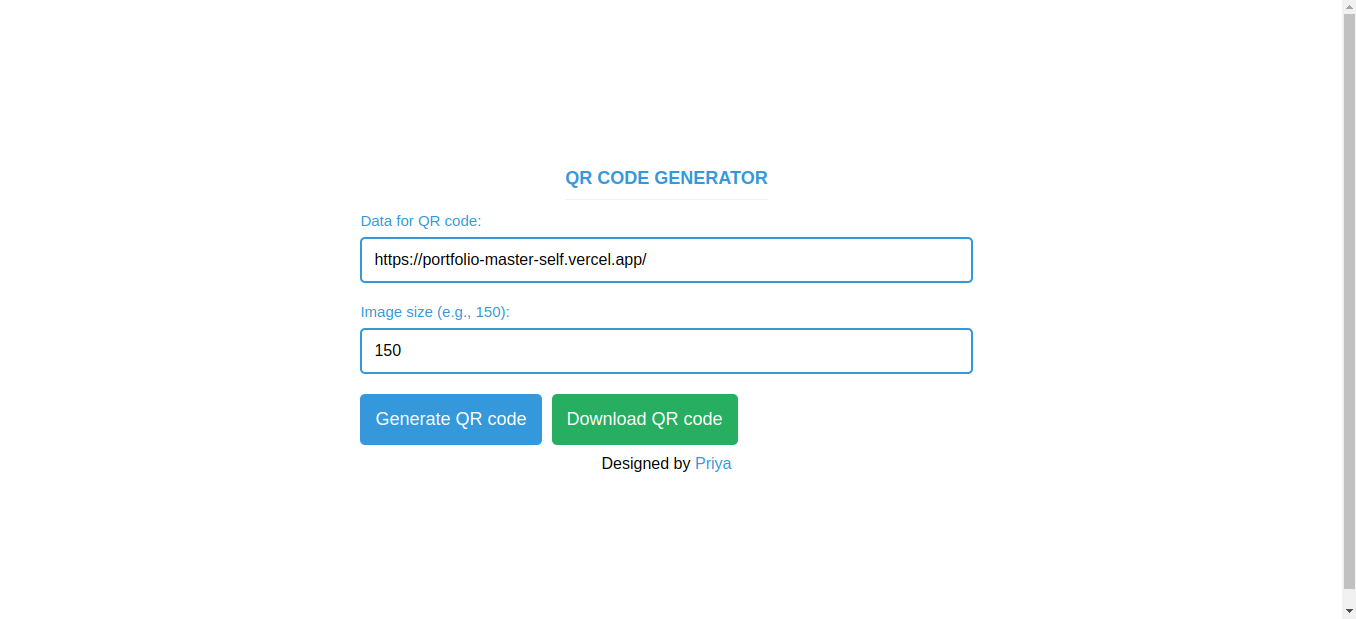 QR CODE GENERATOR
Data for QR code:
https://portfolio-master-self.vercel.app/
Image size (e.g., 150):
150
Generate QR code
Download QR code
Designed by Priya